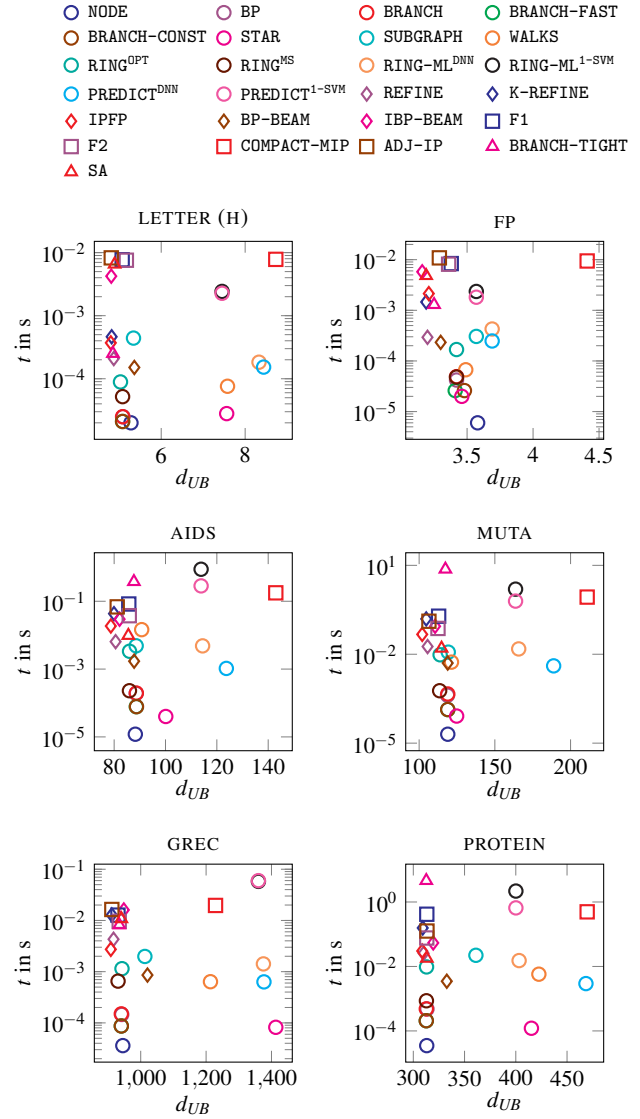 NODE BP BRANCH BRANCH-FAST
BRANCH-CONST STAR SUBGRAPH WALKS
RING^OPT RING^MS RING-ML^DNN RING-ML^1-SVM
PREDICT^DNN PREDICT^1-SVM REFINE K-REFINE
IPFP BP-BEAM IBP-BEAM F1
F2 COMPACT-MIP ADJ-IP BRANCH-TIGHT
SA
LETTER (H) FP
10^−2 10^−2
10^−3 10^−3
10^−4 10^−4
10^−5
t in s t in s
6 8 3.5 4 4.5
d_UB d_UB
AIDS MUTA
10^−1 10^1
10^−3 10^−2
10^−5 10^−5
t in s t in s
80 100 120 140 100 150 200
d_UB d_UB
GREC PROTEIN
10^−1 10^0
10^−2 10^−2
10^−3 10^−4
10^−4
t in s t in s
1,000 1,200 1,400 300 350 400 450
d_UB d_UB